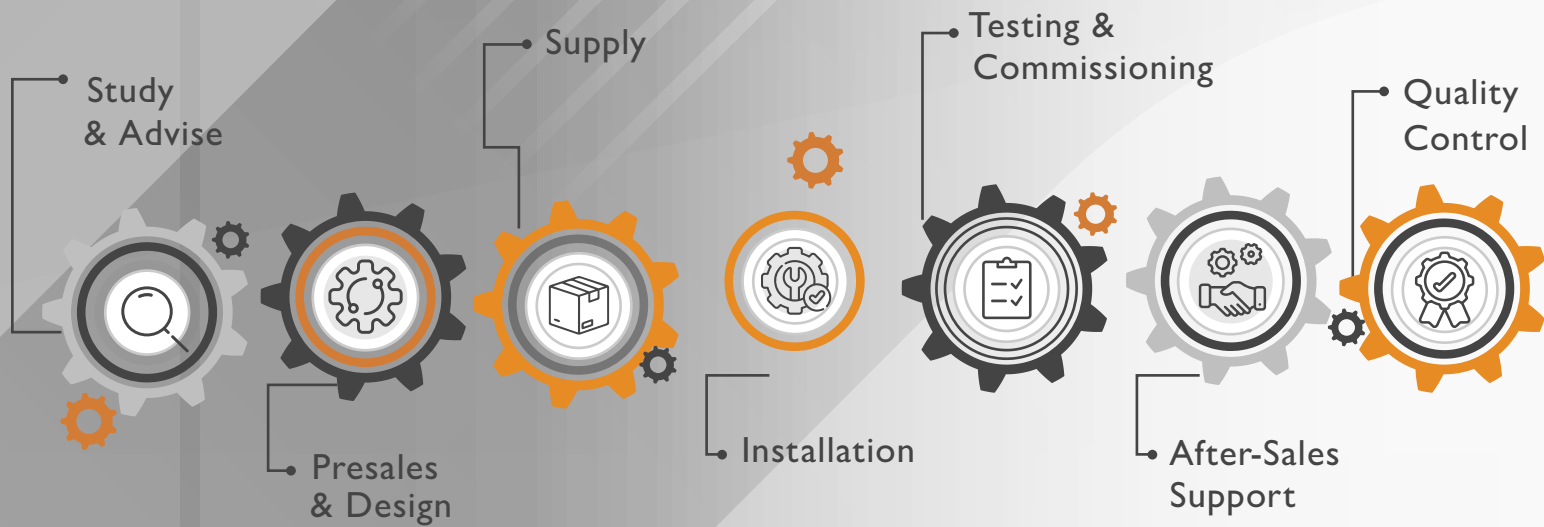 Study
& Advise
Presales
& Design
Supply
Installation
Testing &
Commissioning
After-Sales
Support
Quality
Control